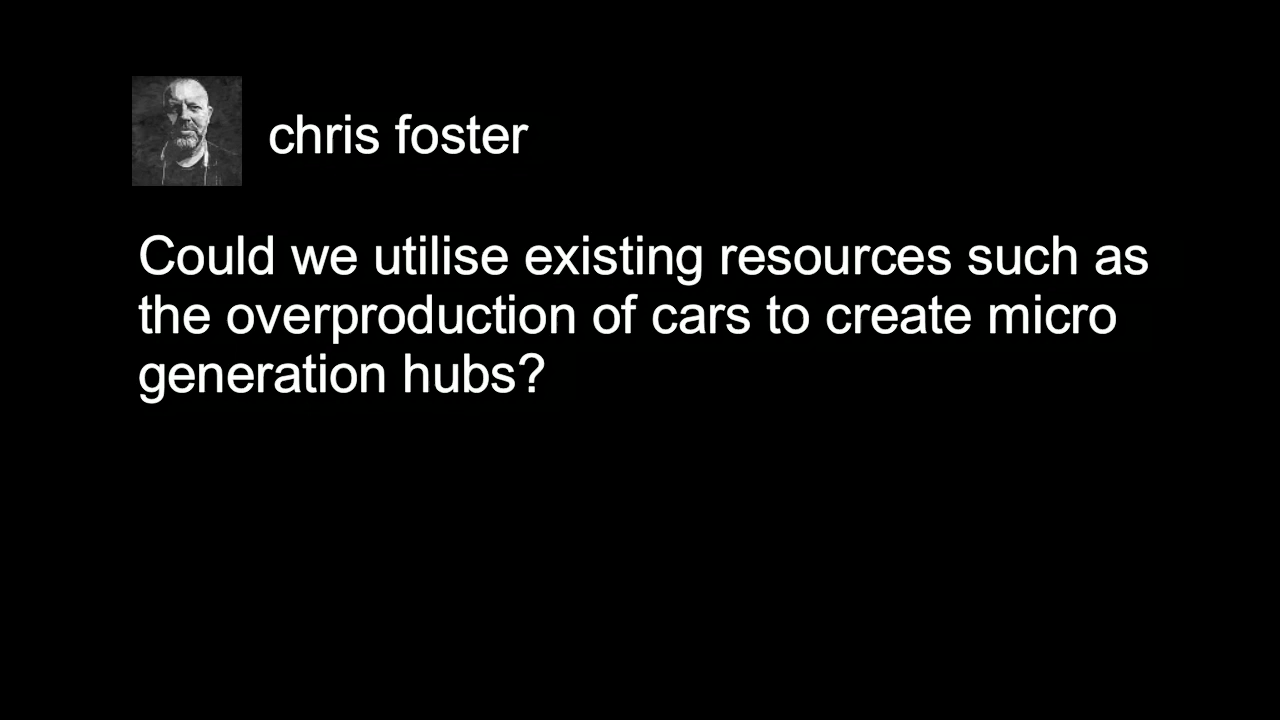 chris foster
Could we utilise existing resources such as
the overproduction of cars to create micro
generation hubs?